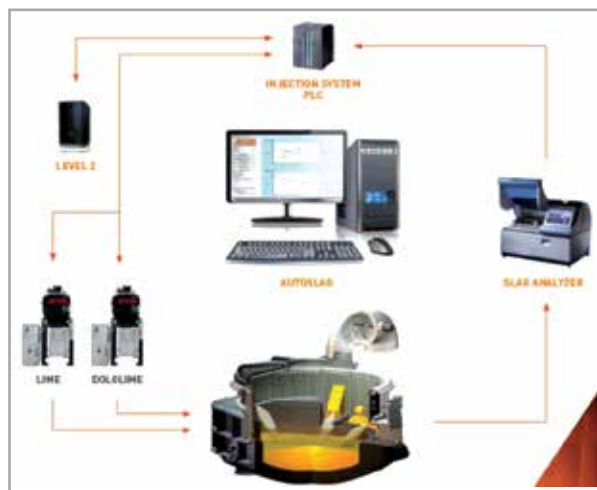 INJECTION SYSTEM
PLC
LEVEL 2
AUTOSLAG
SLAG ANALYZER
LIME
DOLOLIME